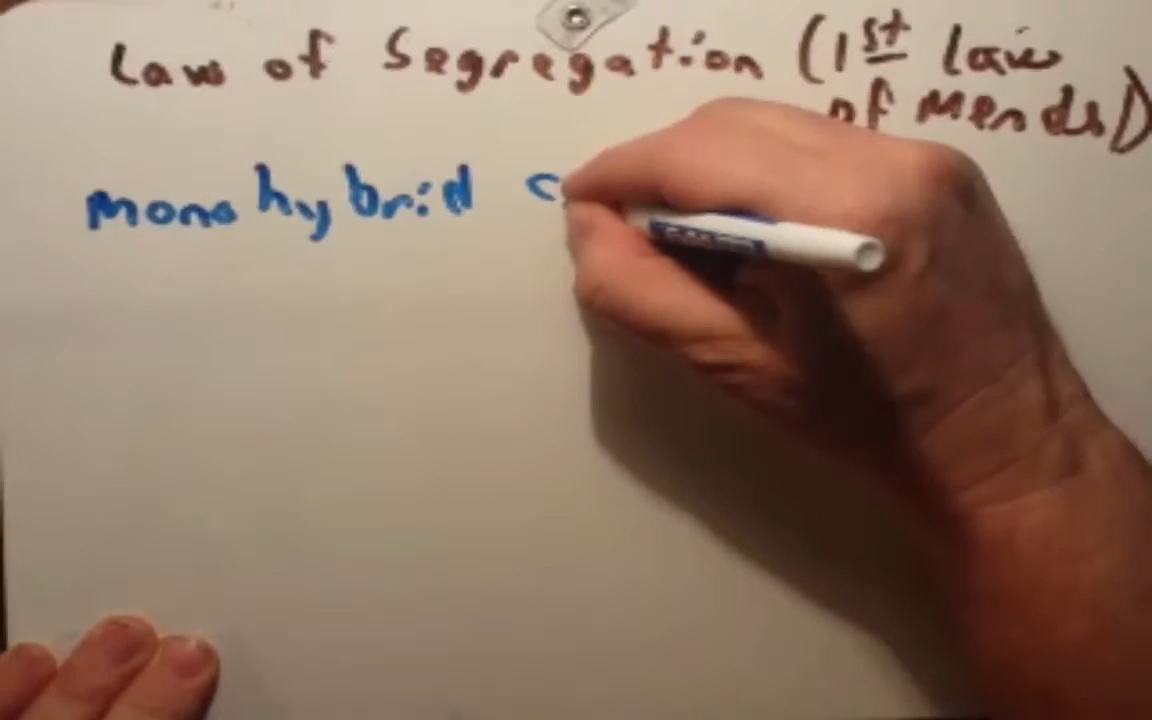 Law of Segregation (1st law
of Mendel)
Monohybrid c